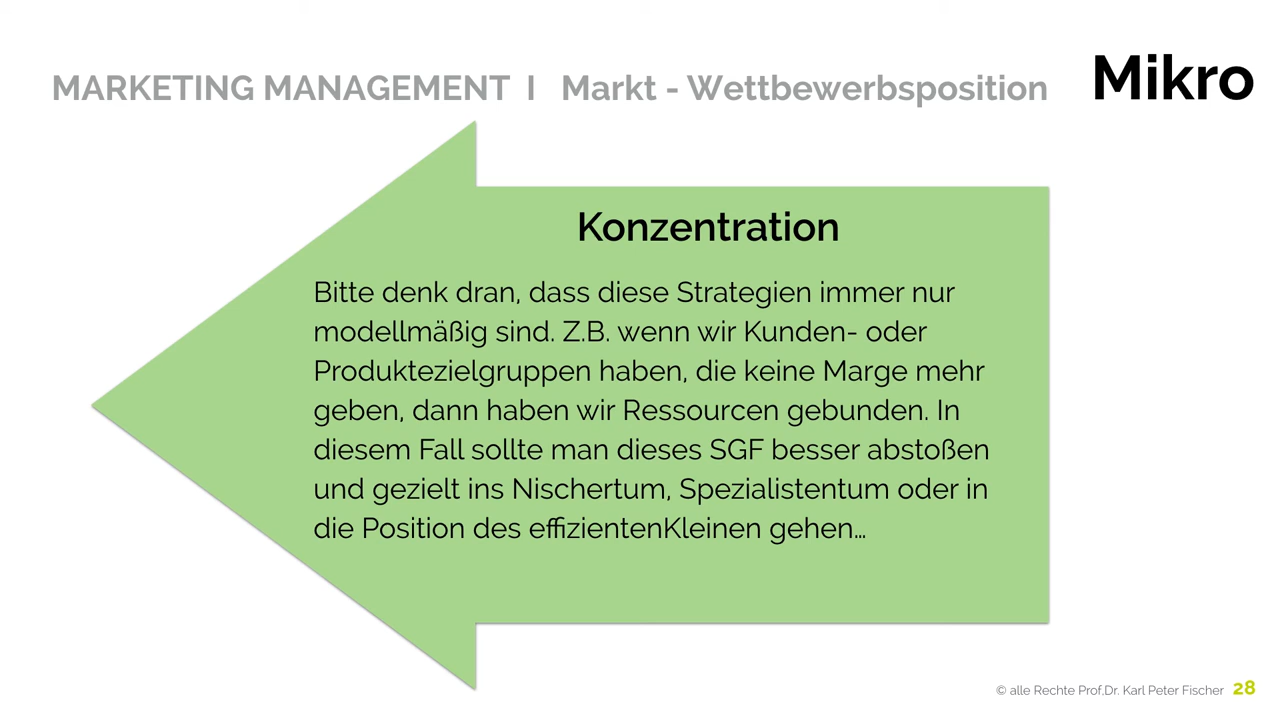 MARKETING MANAGEMENT I Markt - Wettbewerbsposition Mikro
Konzentration
Bitte denk dran, dass diese Strategien immer nur
modellmäßig sind. Z.B. wenn wir Kunden- oder
Produktezielgruppen haben, die keine Marge mehr
geben, dann haben wir Ressourcen gebunden. In
diesem Fall sollte man dieses SGF besser abstoßen
und gezielt ins Nischertum, Spezialistentum oder in
die Position des effizientenKleinen gehen…
© alle Rechte Prof.Dr. Karl Peter Fischer 28